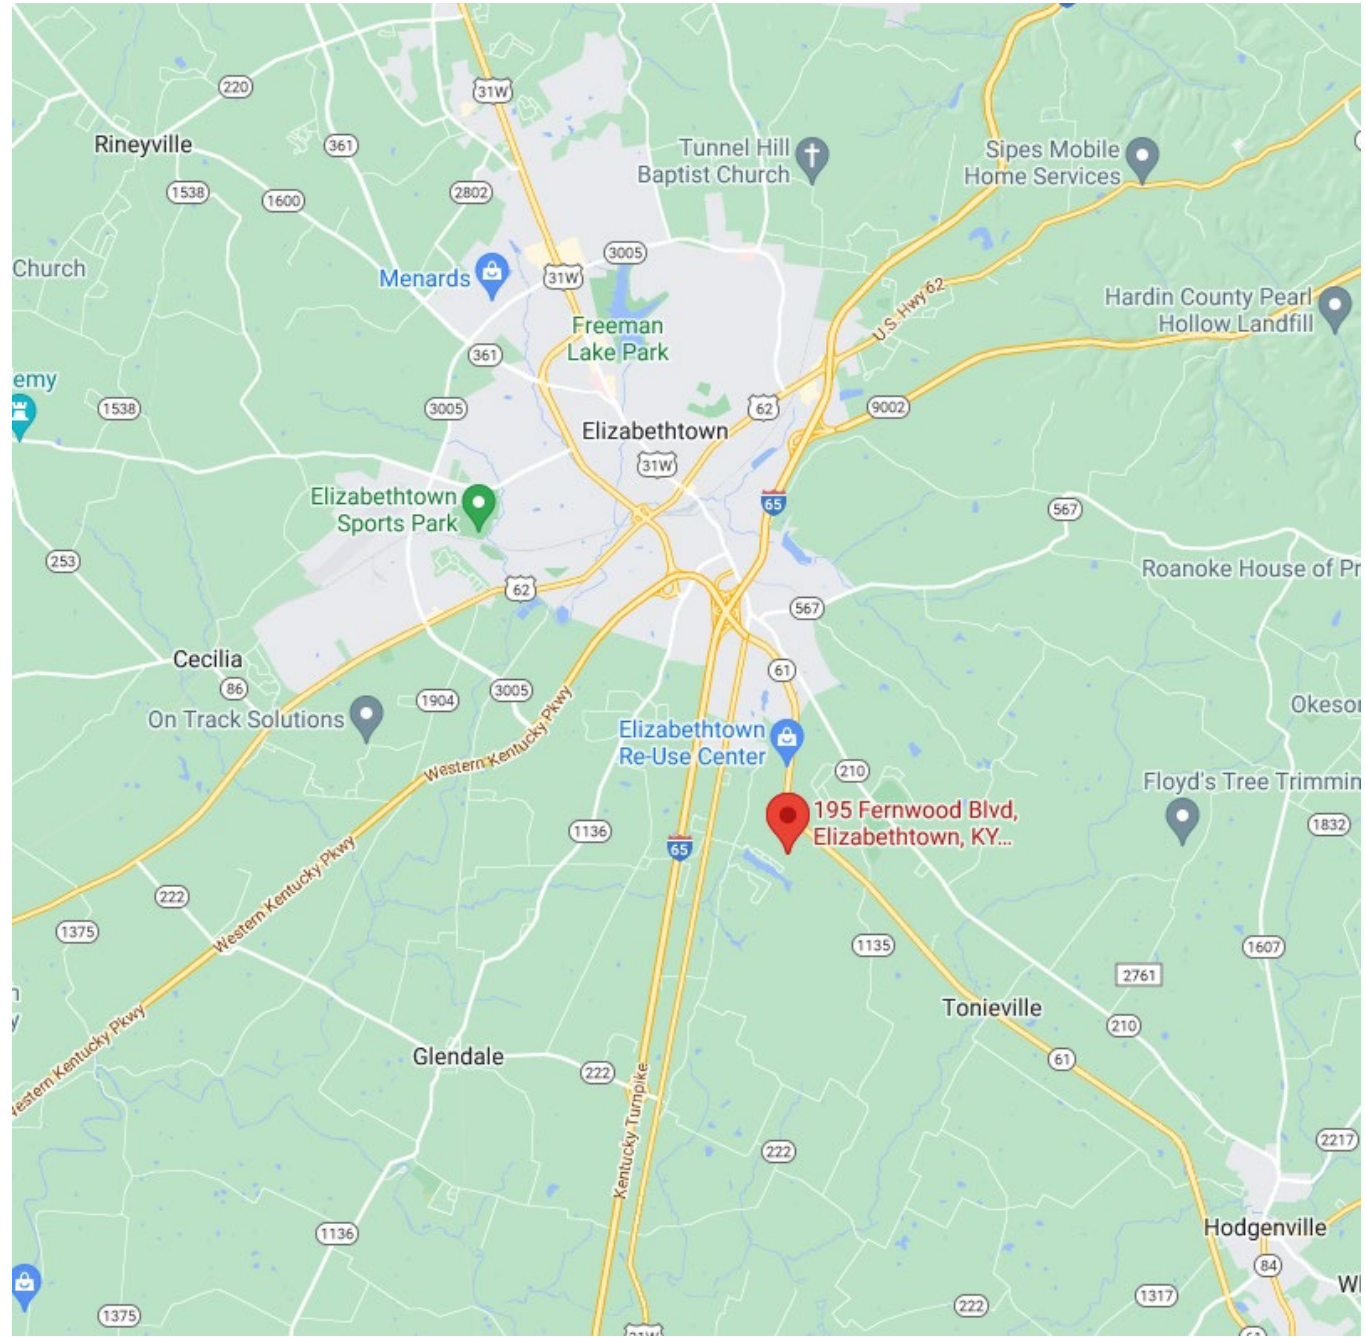 31W
220
Rineyville
361
Tunnel Hill
Baptist Church
Sipes Mobile
Home Services
1538
1600
2802
3005
Church
Menards
31W
U.S. Hwy 62
Hardin County Pearl
Hollow Landfill
Freeman
Lake Park
361
emy
1538
3005
62
9002
Elizabethtown
31W
Elizabethtown
Sports Park
65
567
253
Roanoke House of Pr
62
567
Cecilia
61
86
1904
3005
Okeson
On Track Solutions
Western Kentucky Pkwy
Elizabethtown
Re-Use Center
210
Floyd's Tree Trimmin
195 Fernwood Blvd,
Elizabethtown, KY...
1136
65
1832
Western Kentucky Pkwy
222
1375
1135
1607
2761
Tonieville
210
Western Kentucky Pkwy
Glendale
222
61
Kentucky Turnpike
222
2217
1136
Hodgenville
84
1375
222
1317
31W
61